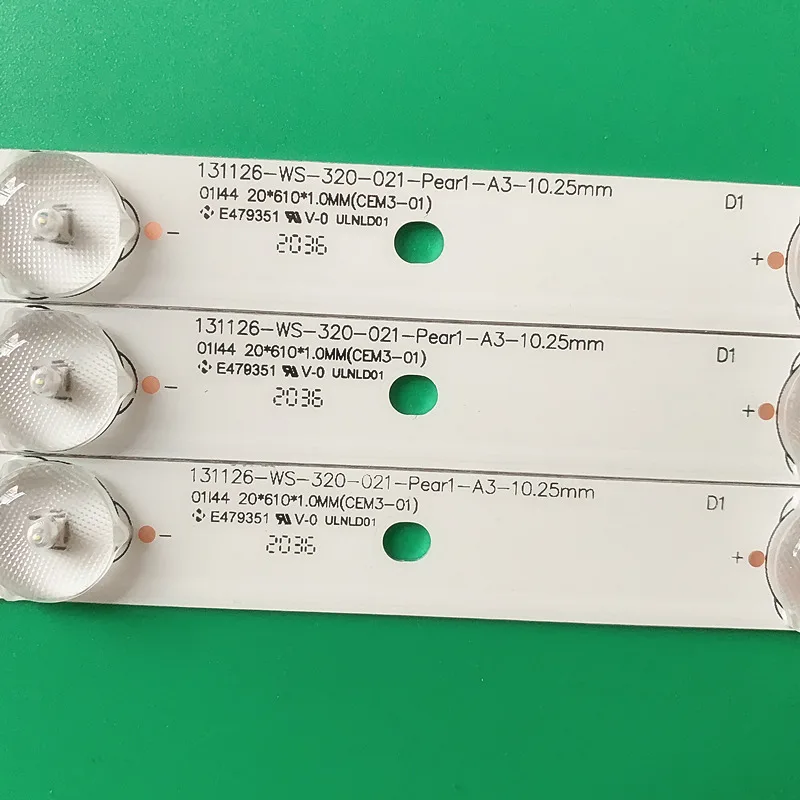 131126-WS-320-021-Pear1-A3-10.25mm
D1
01144 20*610*1.0MM(CEM3-01)
E479351 V-0 ULNLD01
2036
- +
131126-WS-320-021-Pear1-A3-10.25mm
D1
01144 20*610*1.0MM(CEM3-01)
E479351 V-0 ULNLD01
2036
- +
131126-WS-320-021-Pear1-A3-10.25mm
D1
01144 20*610*1.0MM(CEM3-01)
E479351 V-0 ULNLD01
2036
- +